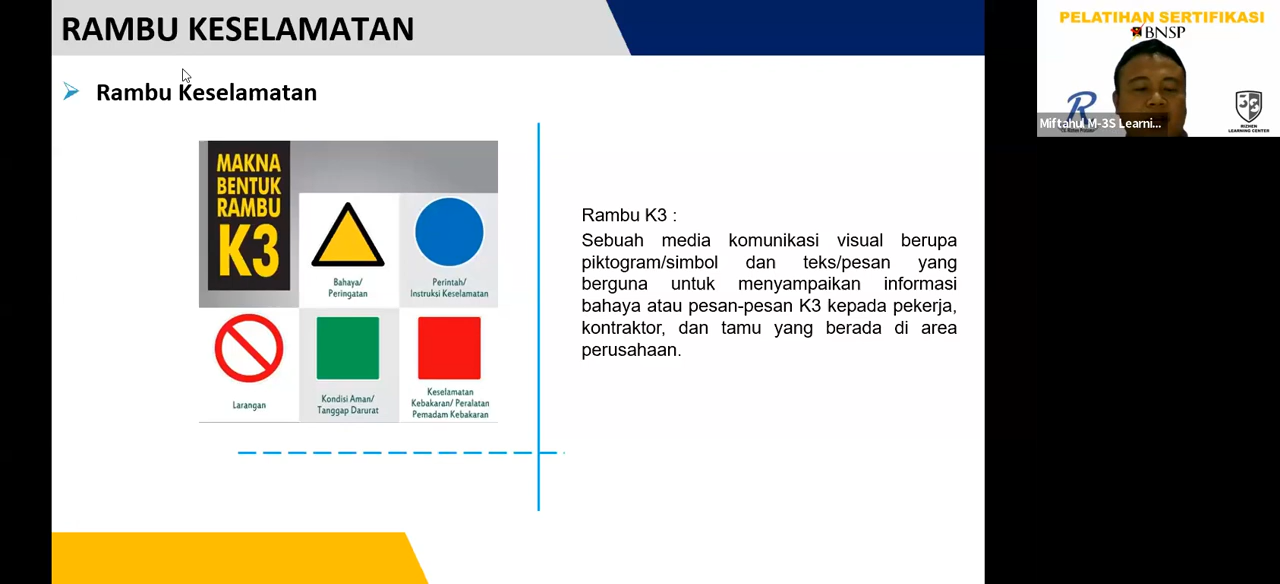 RAMBU KESELAMATAN
Rambu Keselamatan
MAKNA
BENTUK
RAMBU
K3
Bahaya/
Peringatan
Perintah/
Instruksi Keselamatan
Larangan
Kondisi Aman/
Tanggap Darurat
Keselamatan
Kebakaran/ Peralatan
Pemadam Kebakaran
Rambu K3 :
Sebuah media komunikasi visual berupa
piktogram/simbol dan teks/pesan yang
berguna untuk menyampaikan informasi
bahaya atau pesan-pesan K3 kepada pekerja,
kontraktor, dan tamu yang berada di area
perusahaan.
PELATIHAN SERTIFIKASI
BNSP
Miftahul M-3S Learni...
RIZHEN
LEARNING CENTER